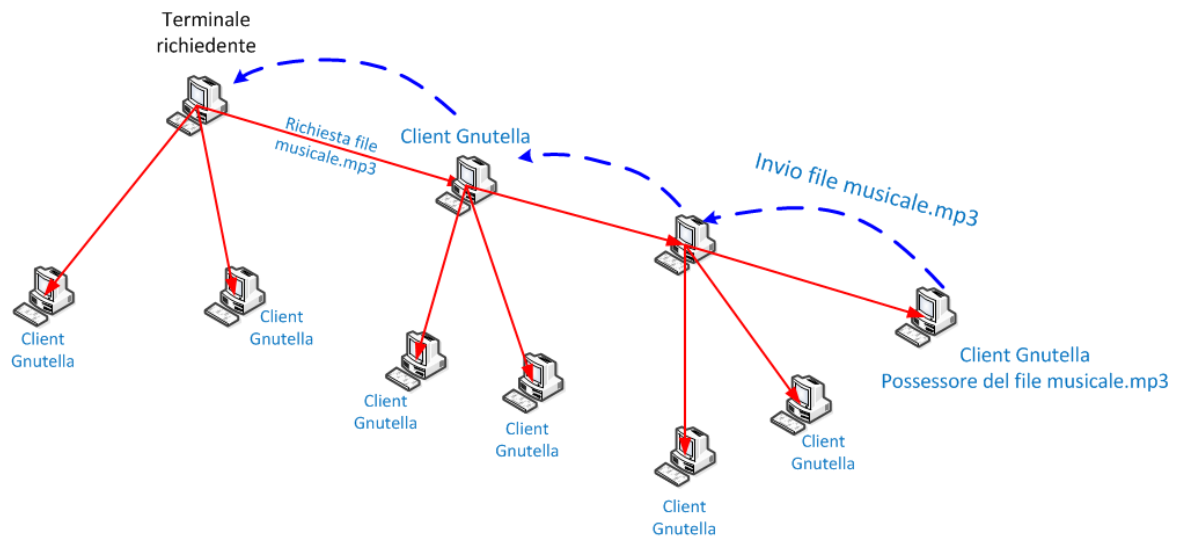 Terminale
richiedente
Richiesta file
musicale.mp3
Client Gnutella
Invio file musicale.mp3
Client
Gnutella
Client
Gnutella
Client
Gnutella
Client
Gnutella
Client Gnutella
Possessore del file musicale.mp3
Client
Gnutella
Client
Gnutella